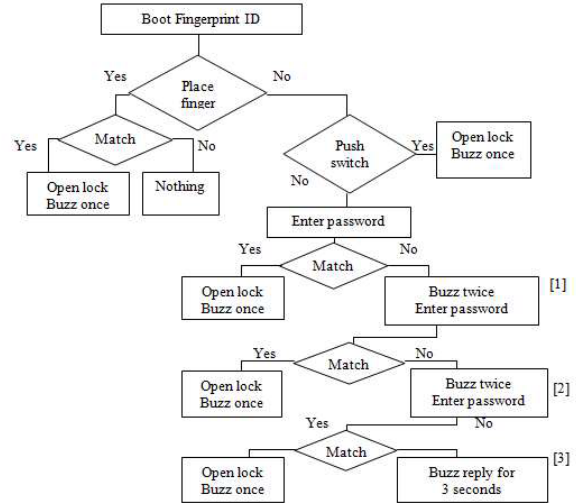 Boot Fingerprint ID
Yes
No
Place
finger
Yes
Match
No
Push
switch
Yes
Open lock
Buzz once
Open lock
Buzz once
Nothing
No
Enter password
Yes
No
Match
[1]
Open lock
Buzz once
Buzz twice
Enter password
Yes
Match
No
[2]
Open lock
Buzz once
Buzz twice
Enter password
Yes
No
Match
[3]
Open lock
Buzz once
Buzz reply for
3 seconds